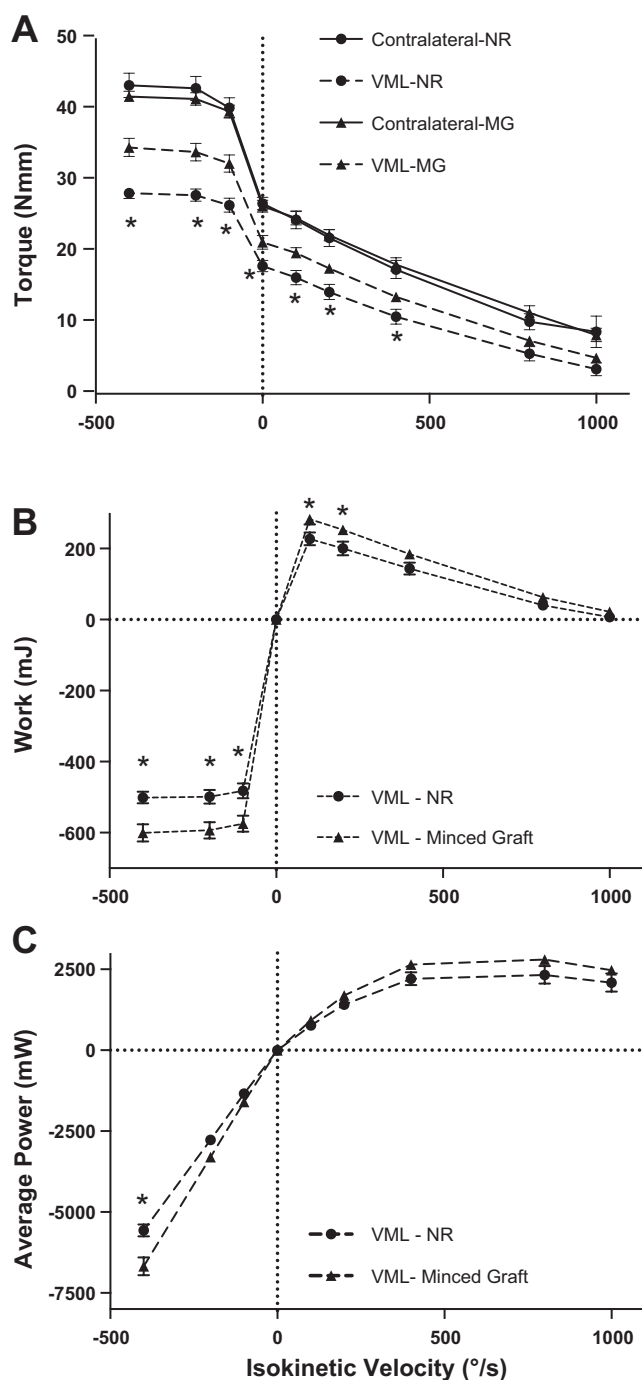 A
50
40
30
20
10
0
Torque (Nmm)
Contralateral-NR
VML-NR
Contralateral-MG
VML-MG
* * * * * * *
-500 0 500 1000
B
200
0
-200
-400
-600
Work (mJ)
* *
* * *
VML - NR
VML - Minced Graft
-500 0 500 1000
C
2500
0
-2500
-5000
-7500
Average Power (mW)
*
VML - NR
VML- Minced Graft
-500 0 500 1000
Isokinetic Velocity (°/s)